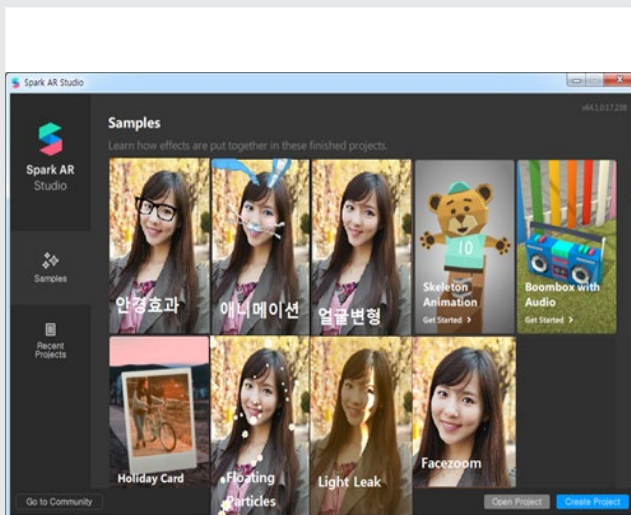 Spark AR Studio
v64.1.0.17.238
Spark AR
Studio
Samples
Recent
Projects
Samples
Learn how effects are put together in these finished projects.
안경효과
애니메이션
얼굴변형
10
Skeleton
Animation
Get Started >
Boombox with
Audio
Get Started >
Holiday Card
Floating
Particles
Light Leak
Facezoom
Go to Community
Open Project
Create Project